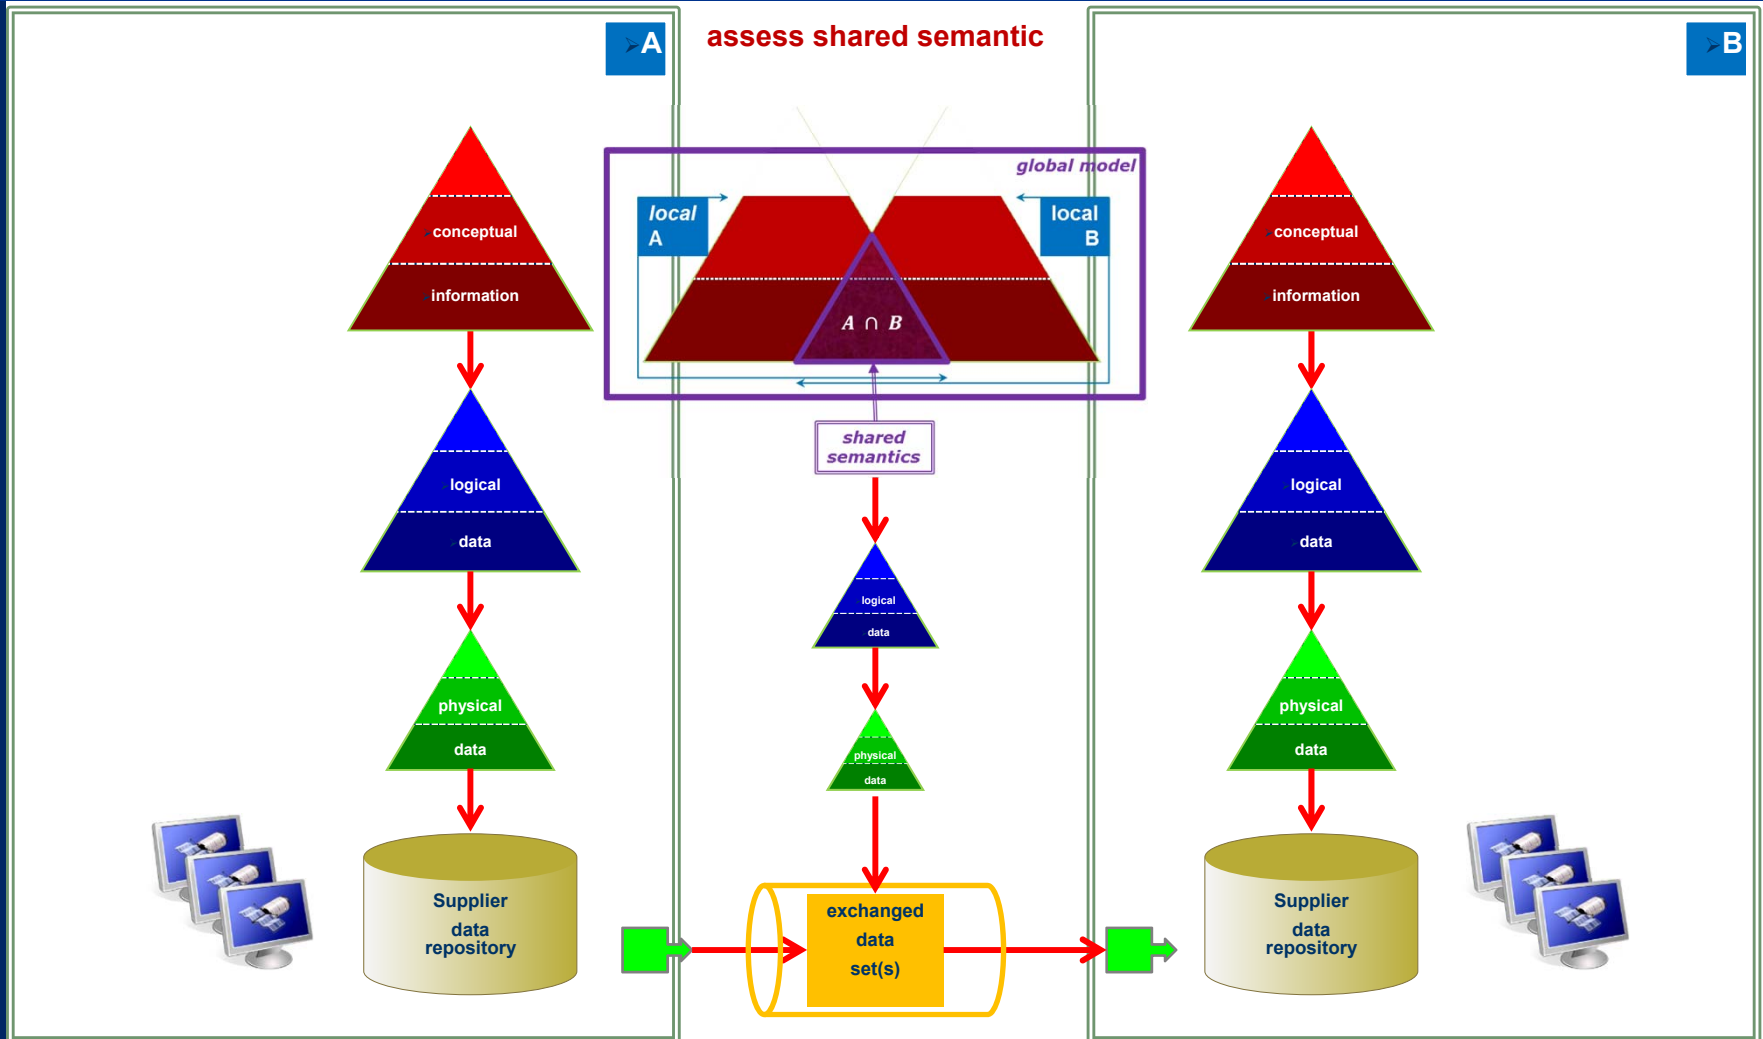 ➢A
assess shared semantic
➢B
global model
local
A
local
B
A ∩ B
shared
semantics
➢conceptual
➢information
➢logical
➢data
physical
data
Supplier
data
repository
logical
data
physical
data
exchanged
data
set(s)
➢conceptual
➢information
➢logical
➢data
physical
data
Supplier
data
repository